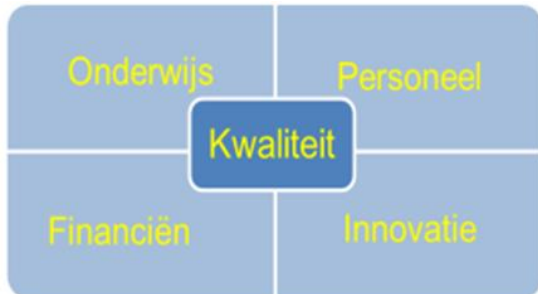 Onderwijs
Personeel
Kwaliteit
Financiën
Innovatie